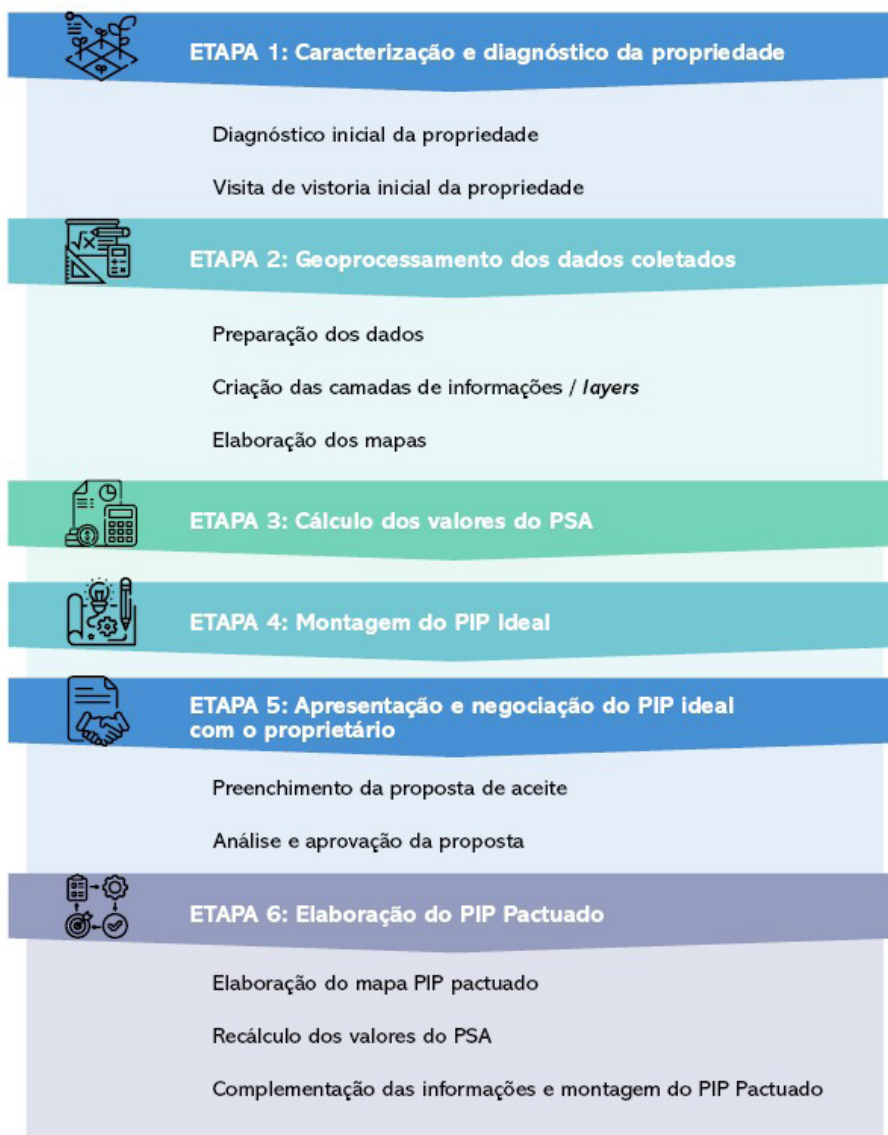 ETAPA 1: Caracterização e diagnóstico da propriedade
Diagnóstico inicial da propriedade
Visita de vistoria inicial da propriedade
ETAPA 2: Geoprocessamento dos dados coletados
Preparação dos dados
Criação das camadas de informações / layers
Elaboração dos mapas
ETAPA 3: Cálculo dos valores do PSA
ETAPA 4: Montagem do PIP Ideal
ETAPA 5: Apresentação e negociação do PIP ideal
com o proprietário
Preenchimento da proposta de aceite
Análise e aprovação da proposta
ETAPA 6: Elaboração do PIP Pactuado
Elaboração do mapa PIP pactuado
Recálculo dos valores do PSA
Complementação das informações e montagem do PIP Pactuado